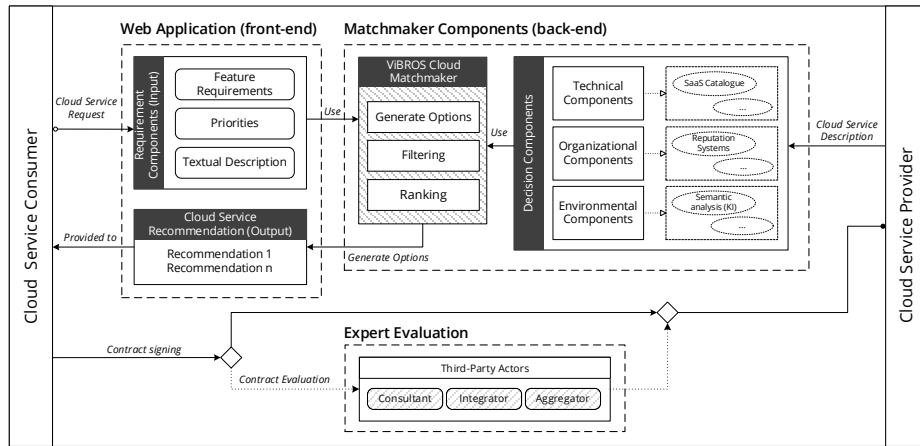 Web Application (front-end)
Matchmaker Components (back-end)
Cloud Service Consumer
Cloud Service
Request
Requirement
Components (Input)
Feature
Requirements
Priorities
Textual Description
Use
ViBROS Cloud
Matchmaker
Generate Options
Filtering
Ranking
Use
Decision Components
Technical
Components
SaaS Catalogue
...
Organizational
Components
Reputation
Systems
...
Environmental
Components
Semantic
analysis (KI)
...
Cloud Service
Description
Cloud Service Provider
Provided to
Cloud Service
Recommendation (Output)
Recommendation 1
Recommendation n
Generate Options
Expert Evaluation
Contract signing
Contract Evaluation
Third-Party Actors
Consultant
Integrator
Aggregator